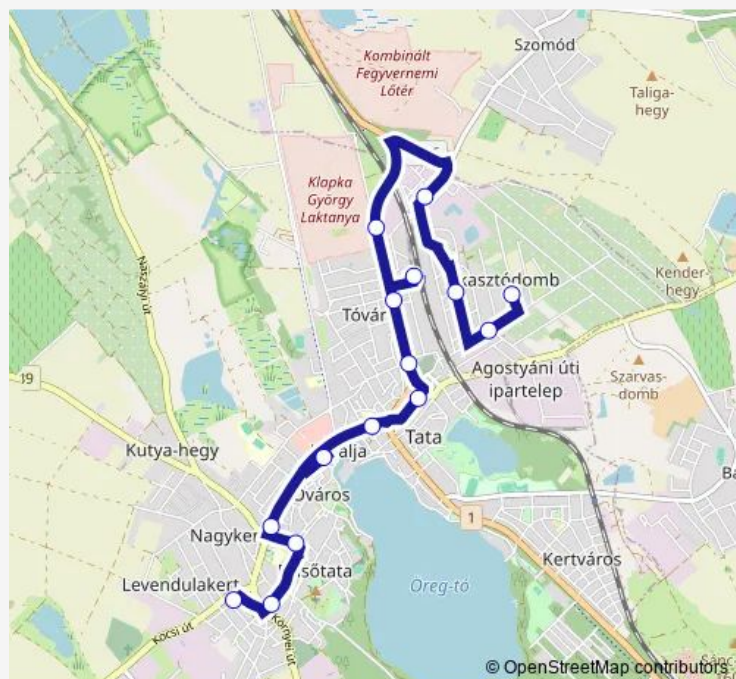 Szomód
Kombinált
Fegyvernemi
Lőtér
Taliga-
hegy
Klapka
György
Laktanya
Naszályi út
kasztódomb
Kender-
hegy
Tóvár
Agostyáni úti
ipartelep
Szarvas-
domb
Kutya-hegy
alja
Tata
Ba
Óváros
1
Nagyker
Kertváros
Levendulakert
sőtata
Öreg-tó
Kocsi út
Környei út
© OpenStreetMap contributors